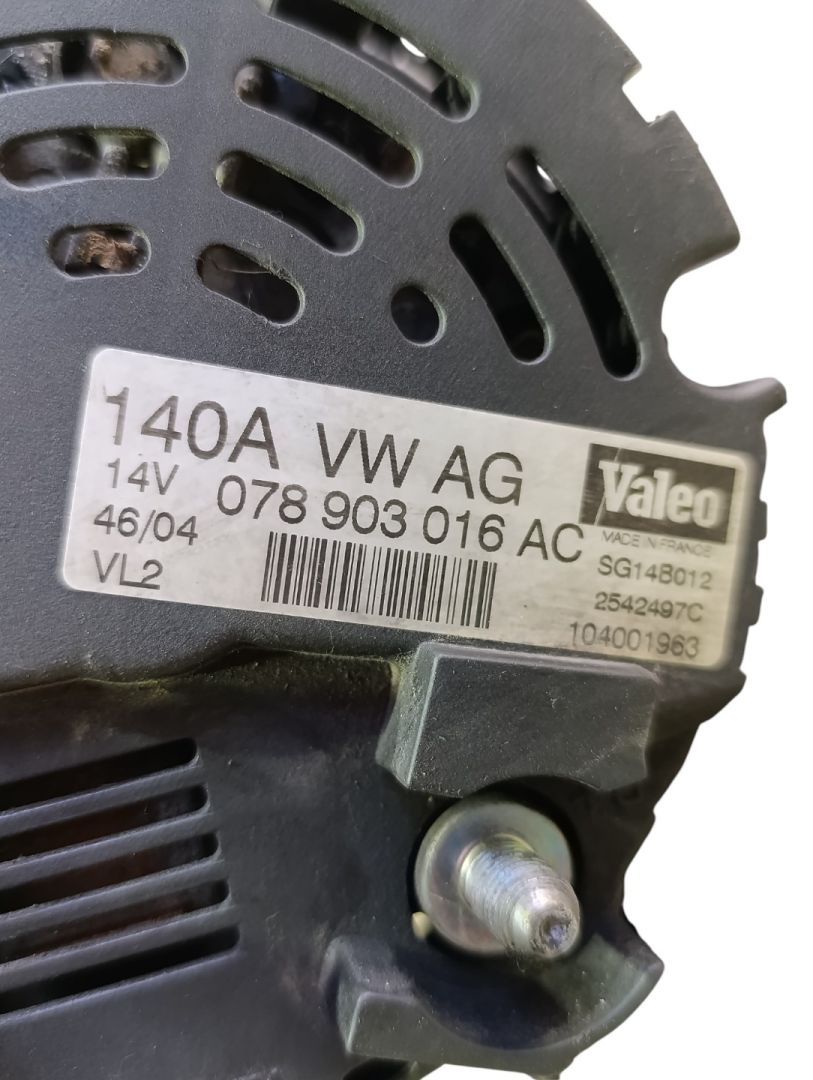 140A VW AG
14V 078 903 016 AC
46/04
VL2
Valeo
MADE IN FRANCE
SG14B012
2542497C
104001963